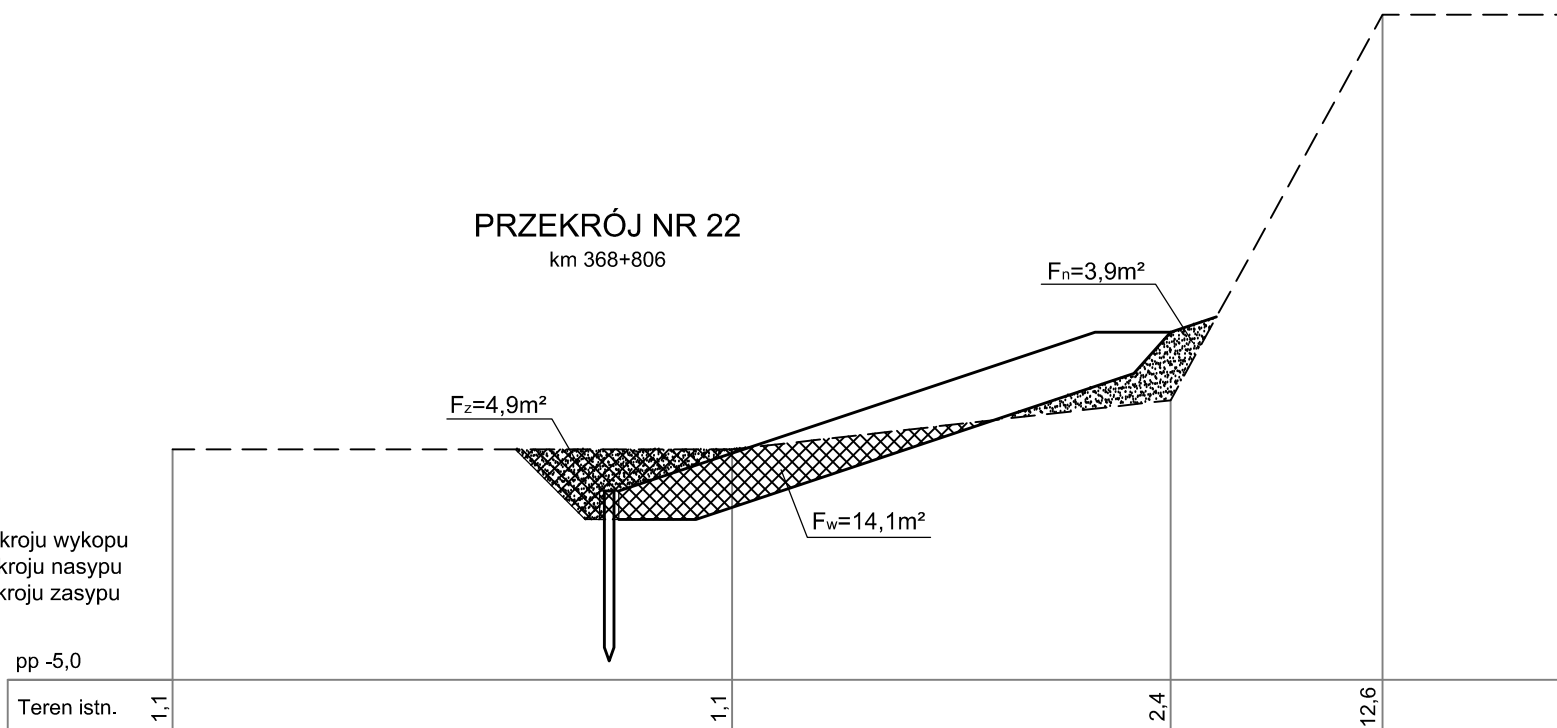 PRZEKRÓJ NR 22
km 368+806
Fn=3,9m²
Fz=4,9m²
Fw=14,1m²
kroju wykopu
kroju nasypu
kroju zasypu
pp -5,0
Teren istn. 1,1 1,1 2,4 12,6